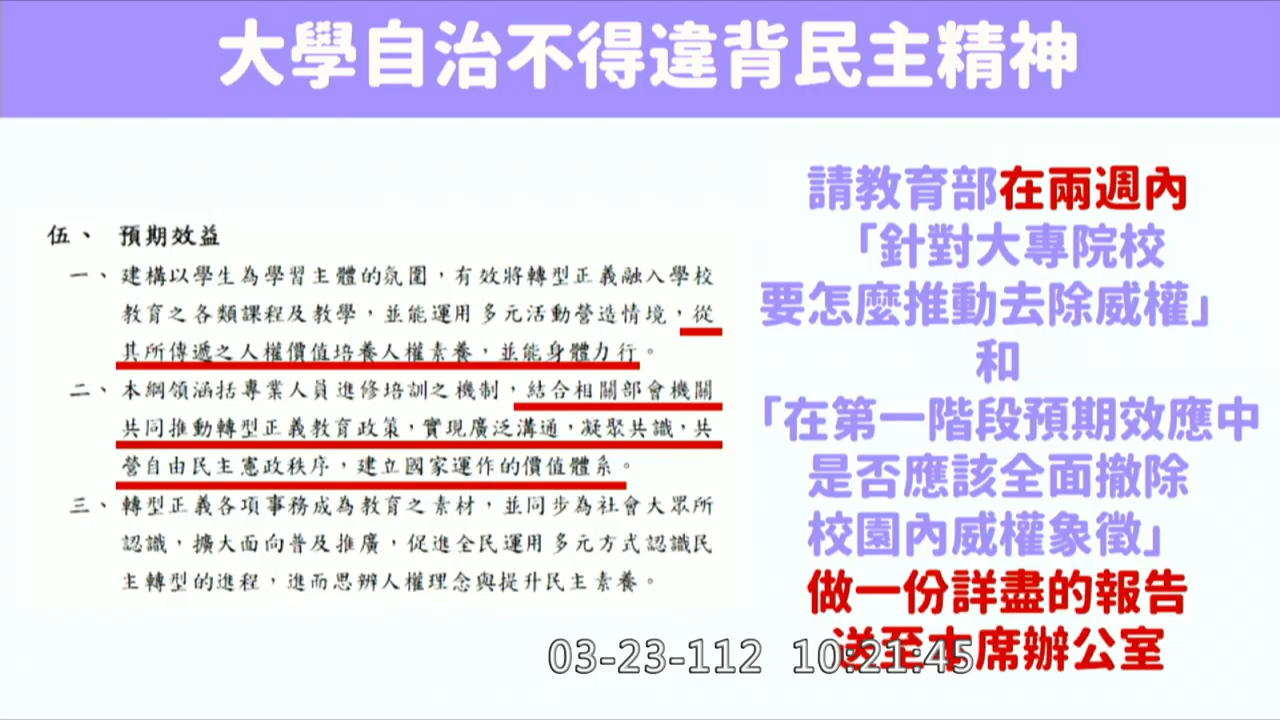 大學自治不得違背民主精神
伍、 預期效益
一、建構以學生為學習主體的氛圍，有效將轉型正義融入學校
教育之各類課程及教學，並能運用多元活動營造情境，從
其所傳遞之人權價值培養人權素養，並能身體力行。
二、本綱領涵括專業人員進修培訓之機制，結合相關部會機關
共同推動轉型正義教育政策，實現廣泛溝通，凝聚共識，共
營自由民主憲政秩序，建立國家運作的價值體系。
三、轉型正義各項事務成為教育之素材，並同步為社會大眾所
認識，擴大面向普及推廣，促進全民運用多元方式認識民
主轉型的進程，進而思辨人權理念與提升民主素養。
請教育部在兩週內
「針對大專院校
要怎麼推動去除威權」
和
「在第一階段預期效應中
是否應該全面撤除
校園內威權象徵」
做一份詳盡的報告
送至本席辦公室
03-23-112 10:21:45